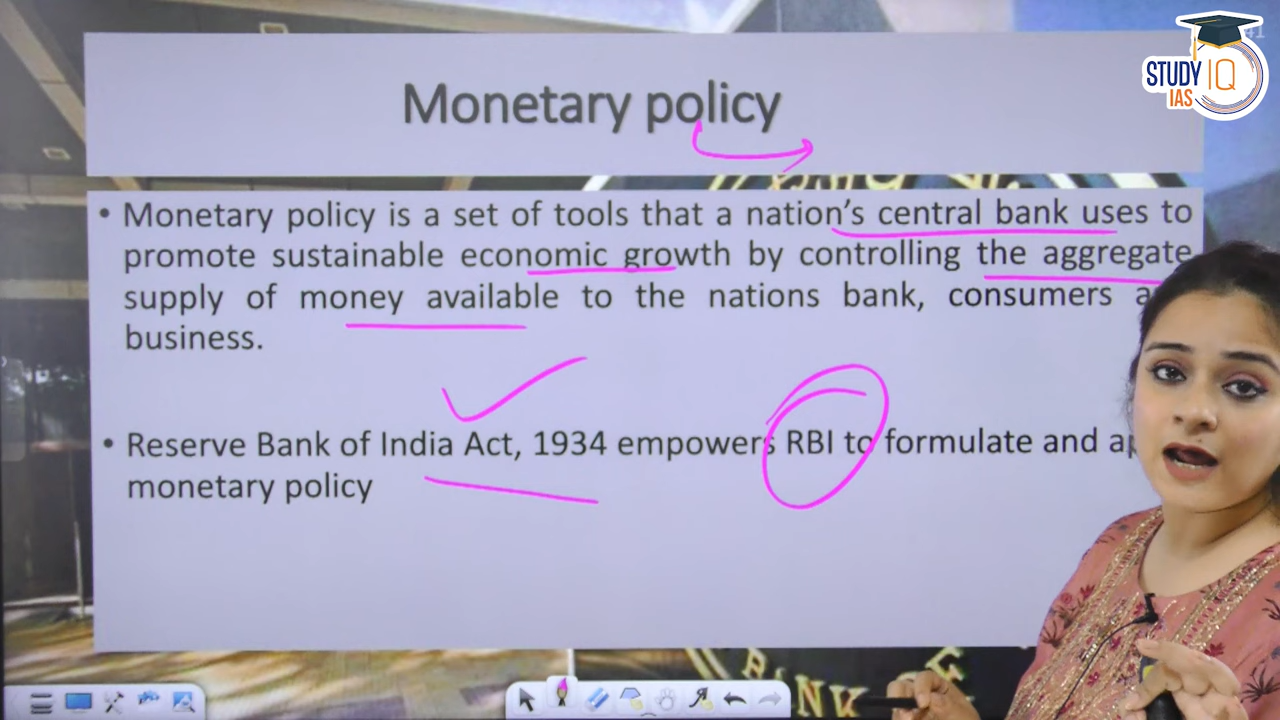 STUDY IQ
IAS
Monetary policy
• Monetary policy is a set of tools that a nation's central bank uses to
promote sustainable economic growth by controlling the aggregate
supply of money available to the nations bank, consumers
business.
• Reserve Bank of India Act, 1934 empowers RBI to formulate and
monetary policy